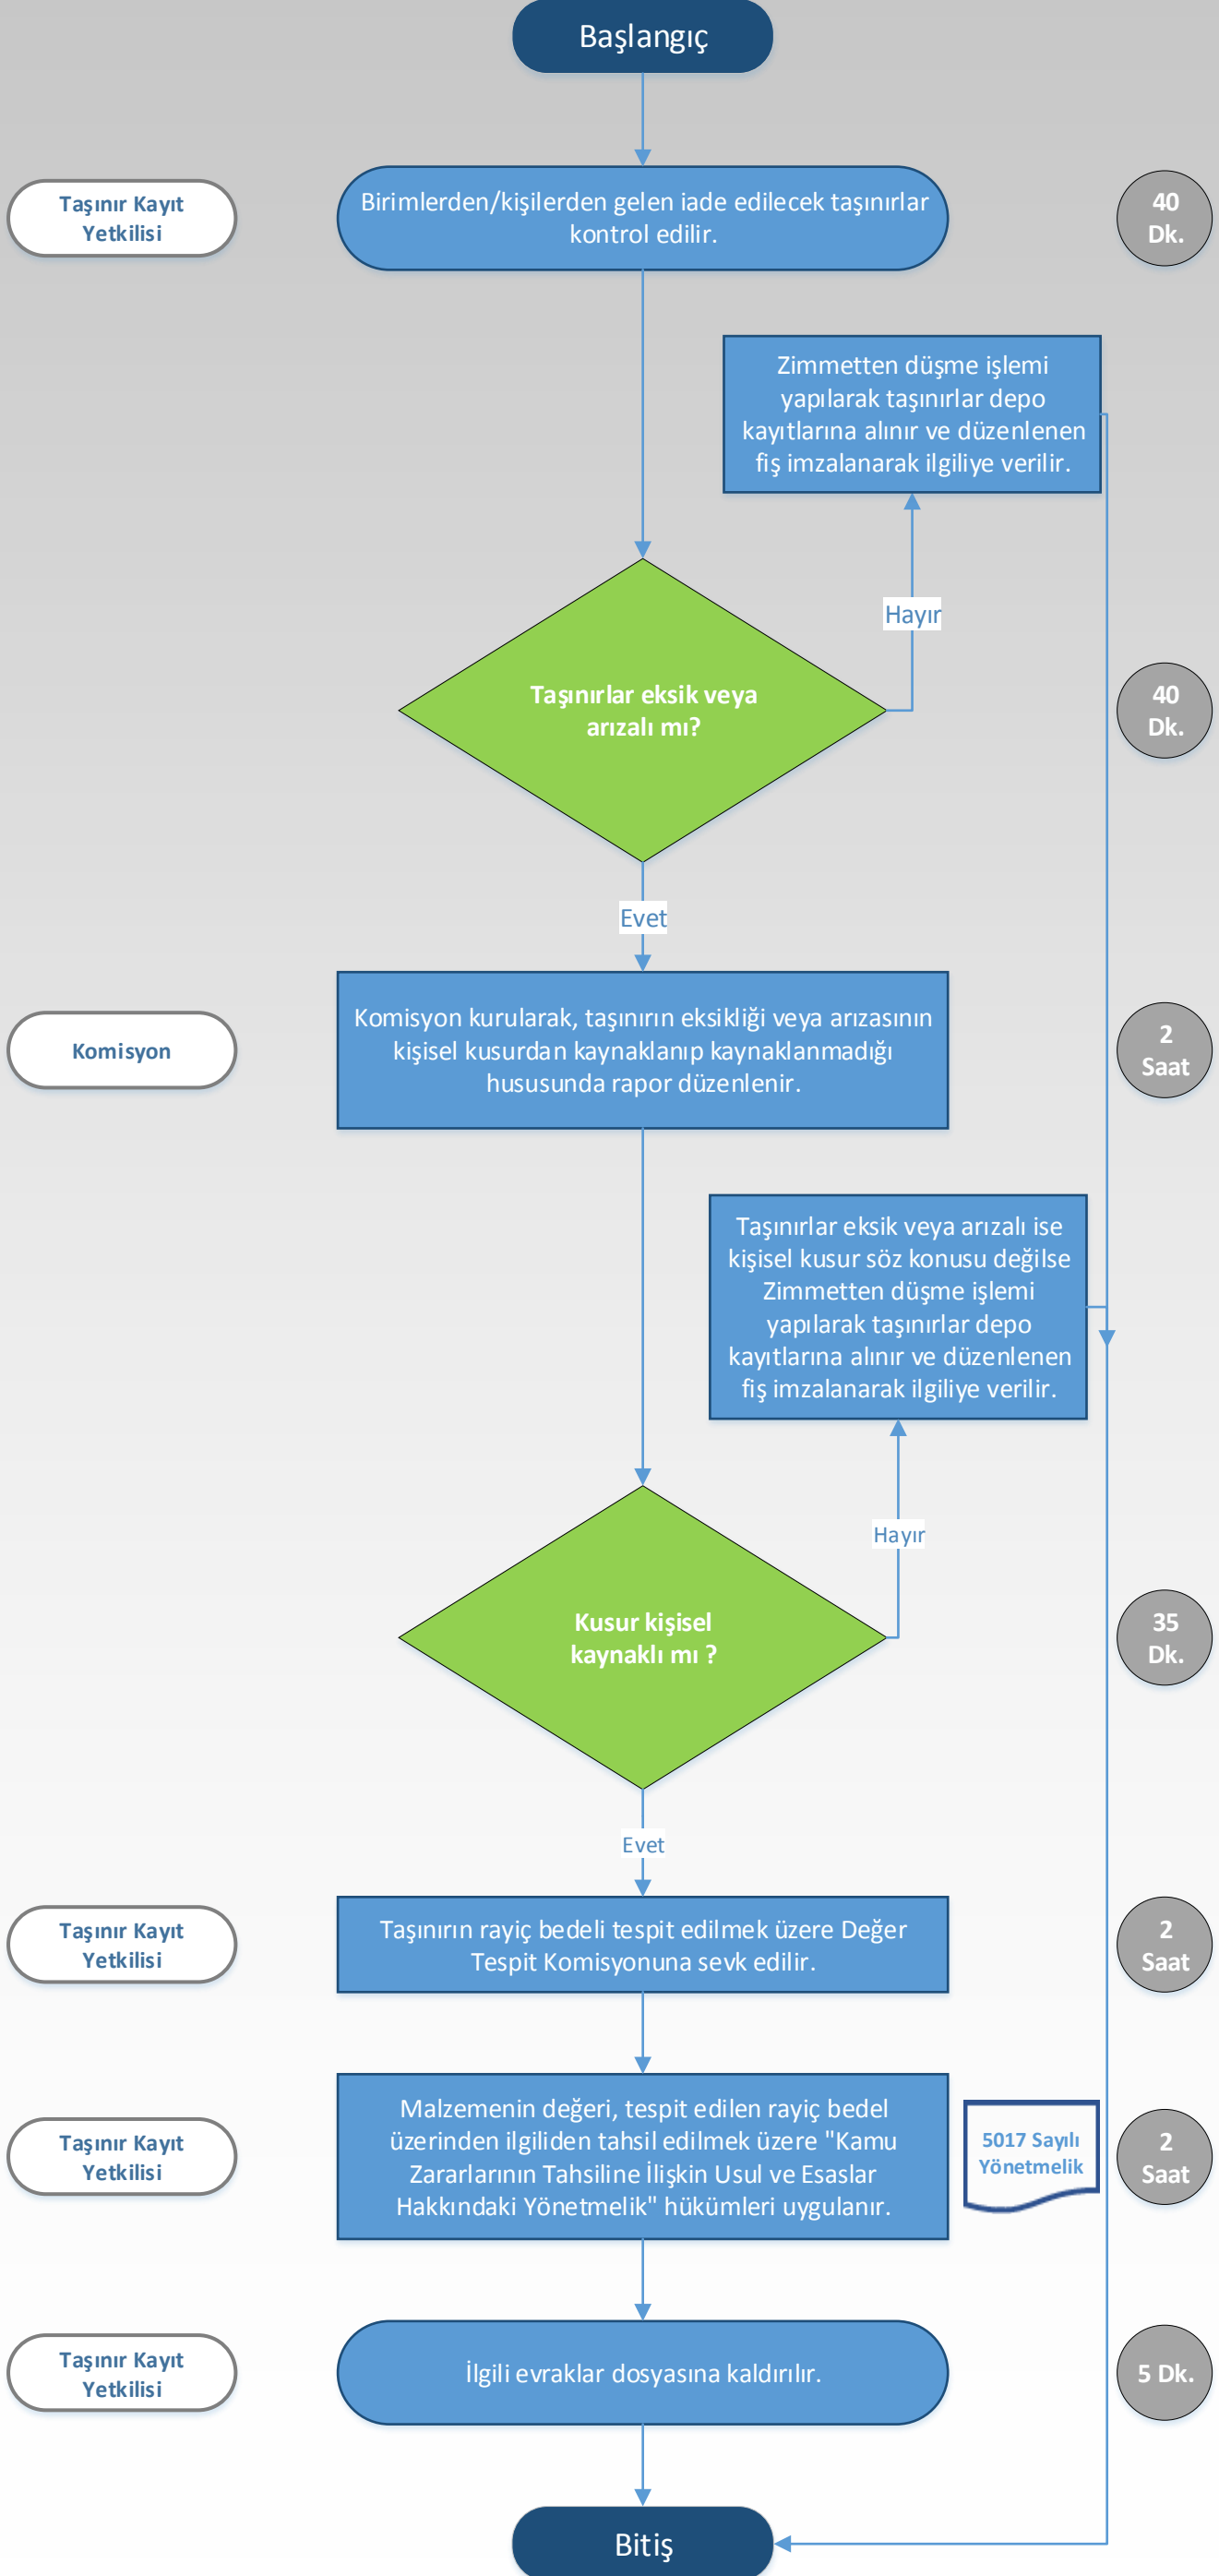 Başlangıç
Taşınır Kayıt
Yetkilisi
Birimlerden/kişilerden gelen iade edilecek taşınırlar
kontrol edilir.
40
Dk.
Zimmetten düşme işlemi
yapılarak taşınırlar depo
kayıtlarına alınır ve düzenlenen
fiş imzalanarak ilgiliye verilir.
Hayır
Taşınırlar eksik veya
arızalı mı?
40
Dk.
Evet
Komisyon
Komisyon kurularak, taşınırın eksikliği veya arızasının
kişisel kusurdan kaynaklanıp kaynaklanmadığı
hususunda rapor düzenlenir.
2
Saat
Taşınırlar eksik veya arızalı ise
kişisel kusur söz konusu değilse
Zimmetten düşme işlemi
yapılarak taşınırlar depo
kayıtlarına alınır ve düzenlenen
fiş imzalanarak ilgiliye verilir.
Hayır
Kusur kişisel
kaynaklı mı ?
35
Dk.
Evet
Taşınır Kayıt
Yetkilisi
Taşınırın rayiç bedeli tespit edilmek üzere Değer
Tespit Komisyonuna sevk edilir.
2
Saat
Taşınır Kayıt
Yetkilisi
Malzemenin değeri, tespit edilen rayiç bedel
üzerinden ilgiliden tahsil edilmek üzere "Kamu
Zararlarının Tahsiline İlişkin Usul ve Esaslar
Hakkındaki Yönetmelik" hükümleri uygulanır.
5017 Sayılı
Yönetmelik
2
Saat
Taşınır Kayıt
Yetkilisi
İlgili evraklar dosyasına kaldırılır.
5 Dk.
Bitiş